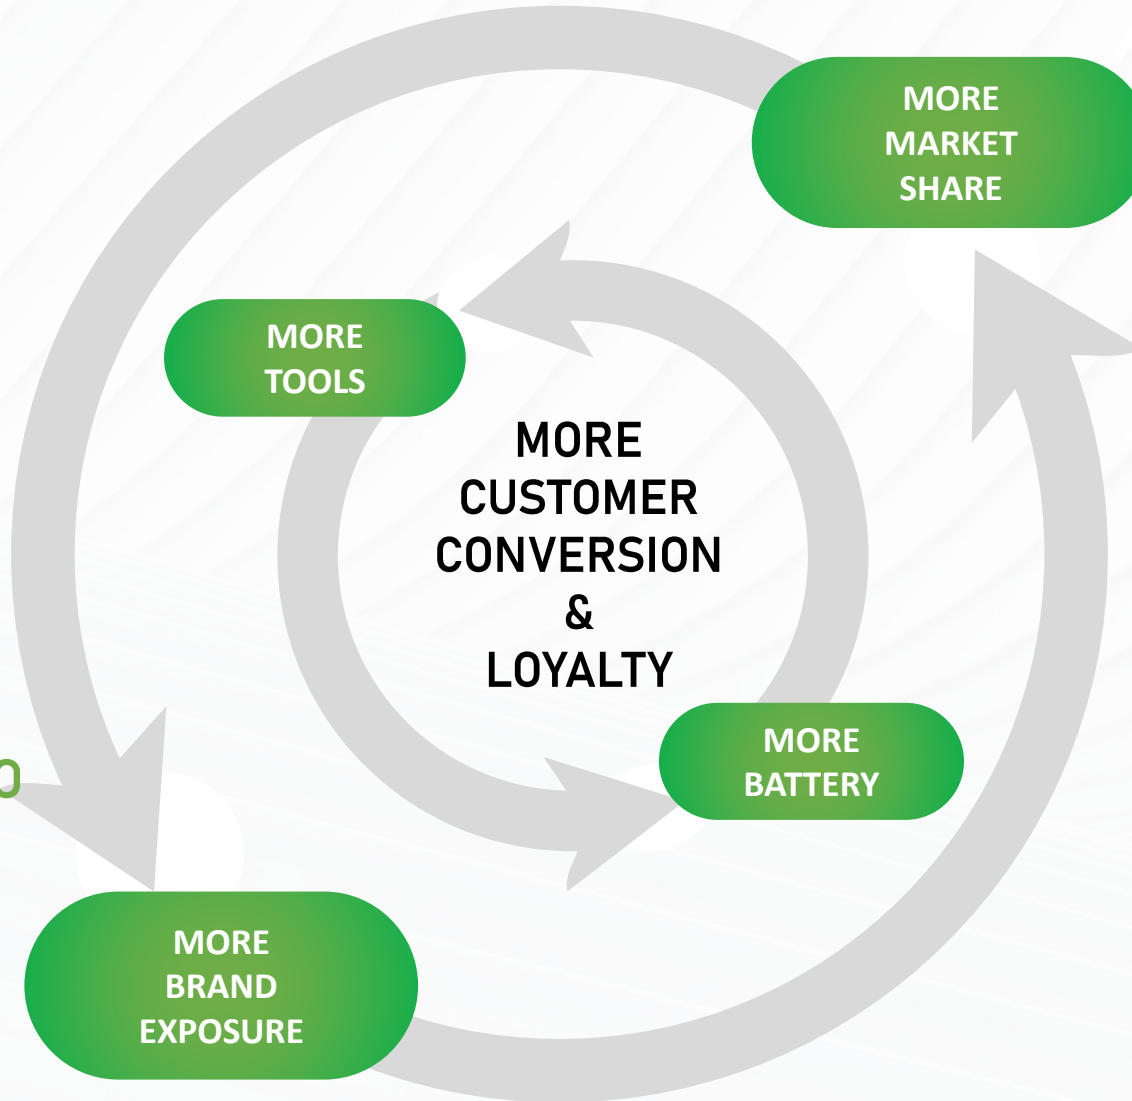 MORE
MARKET
SHARE
MORE
TOOLS
MORE
CUSTOMER
CONVERSION
&
LOYALTY
MORE
BATTERY
MORE
BRAND
EXPOSURE